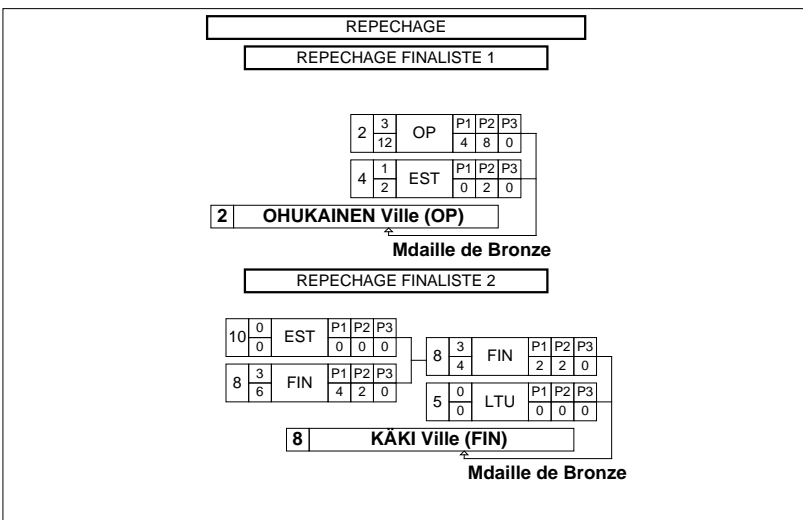 REPECHAGE
REPECHAGE FINALISTE 1
2 3 OP P1 P2 P3
12 4 8 0
4 1 EST P1 P2 P3
2 0 2 0
2 OHUKAINEN Ville (OP)
Mdaille de Bronze
REPECHAGE FINALISTE 2
10 0 EST P1 P2 P3
0 0 0 0
8 3 FIN P1 P2 P3
4 2 2 0
8 3 FIN P1 P2 P3
6 4 2 0
5 0 LTU P1 P2 P3
0 0 0 0
8 KÄKI Ville (FIN)
Mdaille de Bronze